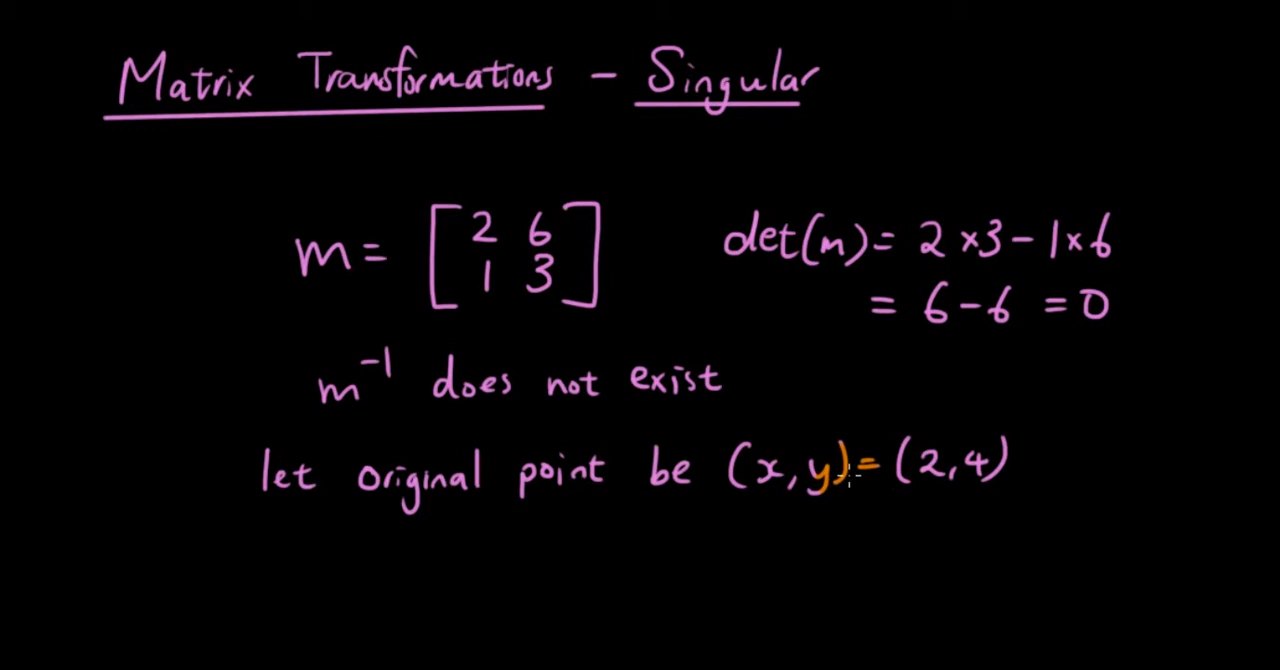 Matrix Transformations - Singular
m = [2 6
1 3]
det(m) = 2 × 3 - 1 × 6
= 6 - 6 = 0
m⁻¹ does not exist
let original point be (x, y) = (2, 4)